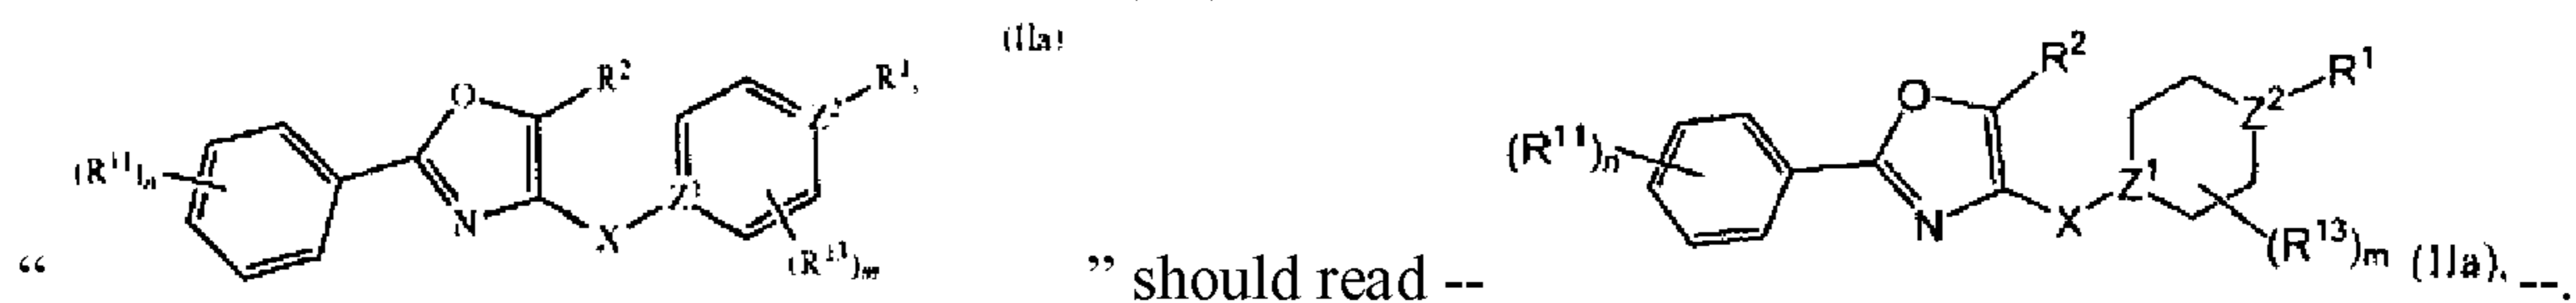 (IIa)
O R² R¹,
(R¹¹)ₙ N X Z¹ Z² (R¹³)ₘ
O R² Z² R¹
(R¹¹)ₙ N X Z¹ (R¹³)ₘ (IIa).
“ ” should read -- --.